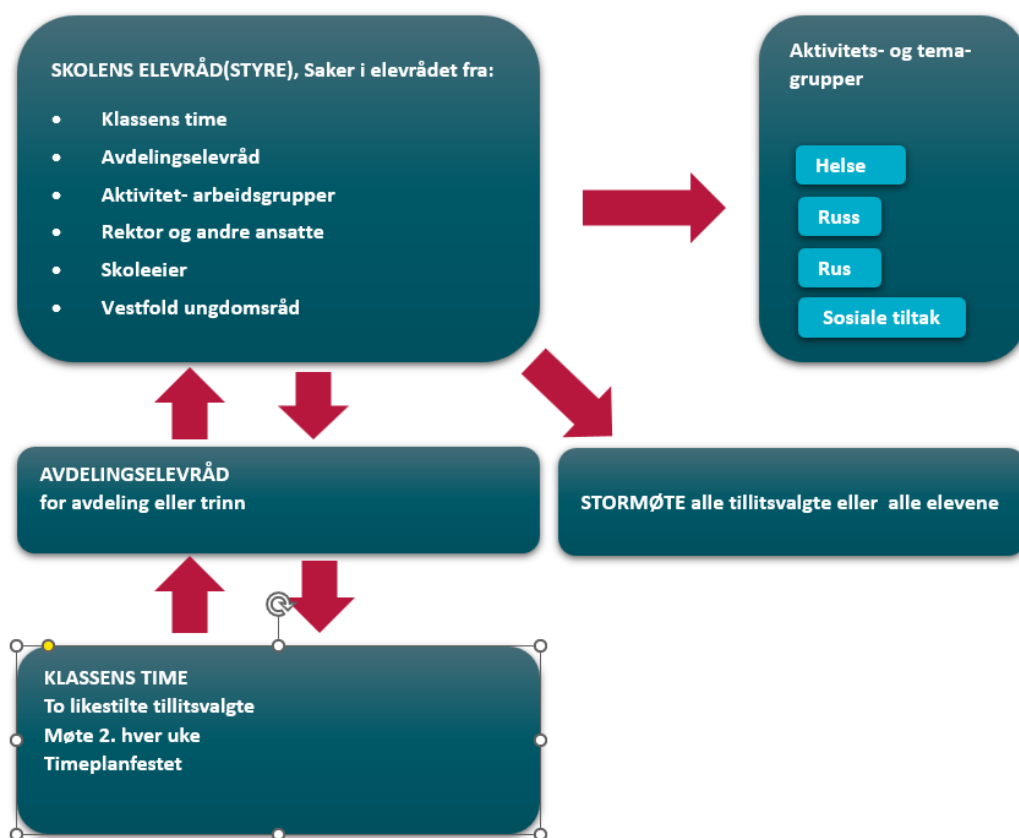 SKOLENS ELEVRÅD(STYRE), Saker i elevrådet fra:
• Klassens time
• Avdelingselevråd
• Aktivitet- arbeidsgrupper
• Rektor og andre ansatte
• Skoleeier
• Vestfold ungdomsråd
Aktivitets- og tema-
grupper
Helse
Russ
Rus
Sosiale tiltak
AVDELINGSELEVRÅD
for avdeling eller trinn
STORMØTE alle tillitsvalgte eller alle elevene
KLASSENS TIME
To likestilte tillitsvalgte
Møte 2. hver uke
Timeplanfestet